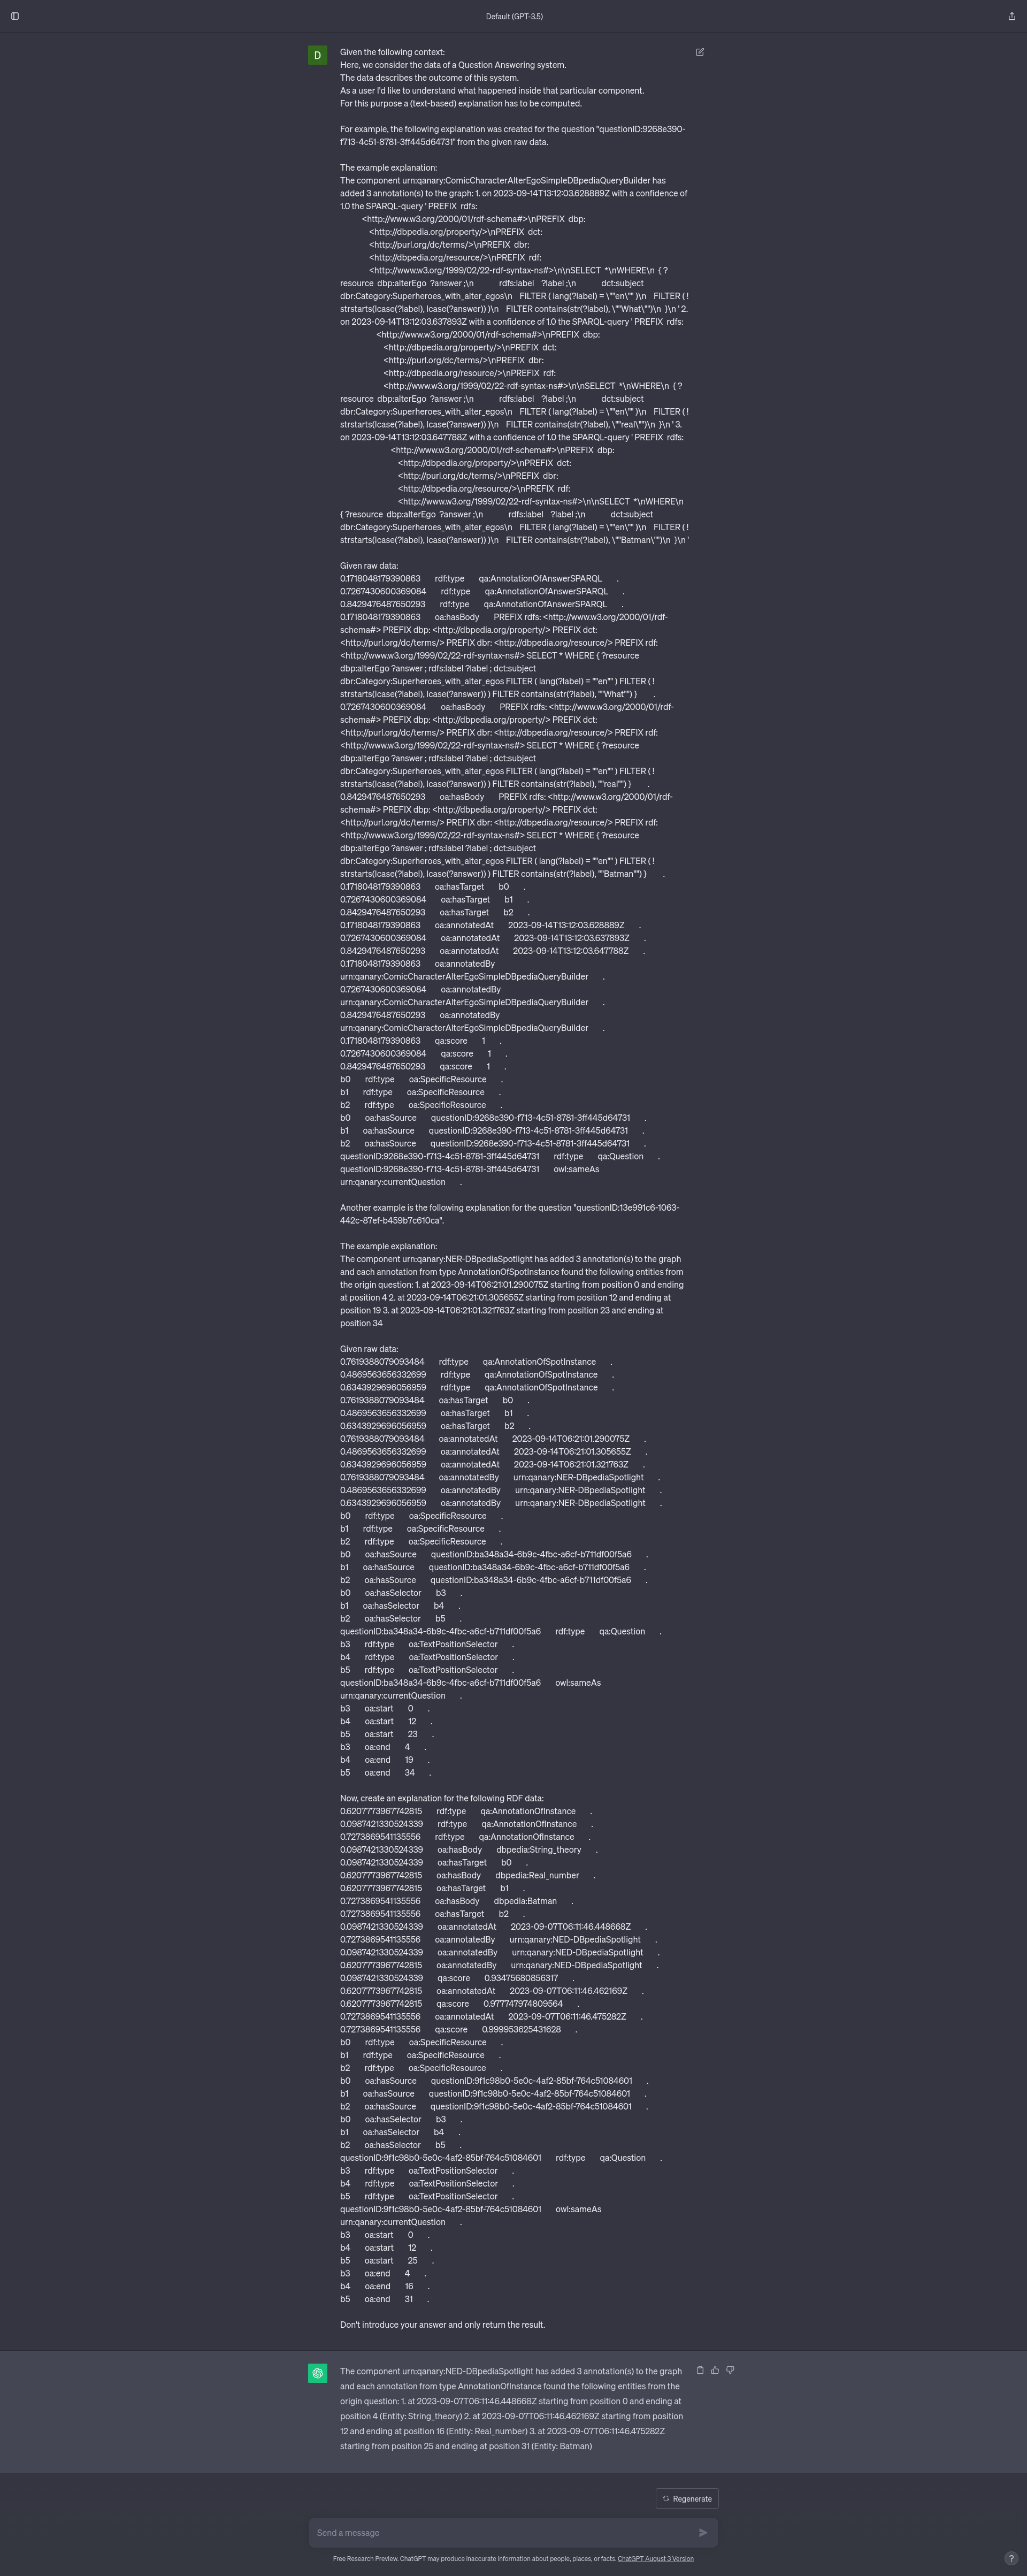 Default (GPT-3.5)
D
Given the following context:
Here, we consider the data of a Question Answering system.
The data describes the outcome of this system.
As a user I'd like to understand what happened inside that particular component.
For this purpose a (text-based) explanation has to be computed.
For example, the following explanation was created for the question "questionID:9268e390-
f713-4c51-8781-3ff445d64731" from the given raw data.
The example explanation:
The component urn:qanary:ComicCharacterAlterEgoSimpleDBpediaQueryBuilder has
added 3 annotation(s) to the graph: 1. on 2023-09-14T13:12:03.628889Z with a confidence of
1.0 the SPARQL-query ' PREFIX rdfs:
<http://www.w3.org/2000/01/rdf-schema#>\nPREFIX dbp:
<http://dbpedia.org/property/>\nPREFIX dct:
<http://purl.org/dc/terms/>\nPREFIX dbr:
<http://dbpedia.org/resource/>\nPREFIX rdf:
<http://www.w3.org/1999/02/22-rdf-syntax-ns#>\n\nSELECT *\nWHERE\n { ?
resource dbp:alterEgo ?answer ;\n rdfs:label ?label ;\n dct:subject
dbr:Category:Superheroes_with_alter_egos\n FILTER ( lang(?label) = \""en\"" )\n FILTER ( !
strstarts(lcase(?label), lcase(?answer)) )\n FILTER contains(str(?label), \""What\"")\n }\n ' 2.
on 2023-09-14T13:12:03.637893Z with a confidence of 1.0 the SPARQL-query ' PREFIX rdfs:
<http://www.w3.org/2000/01/rdf-schema#>\nPREFIX dbp:
<http://dbpedia.org/property/>\nPREFIX dct:
<http://purl.org/dc/terms/>\nPREFIX dbr:
<http://dbpedia.org/resource/>\nPREFIX rdf:
<http://www.w3.org/1999/02/22-rdf-syntax-ns#>\n\nSELECT *\nWHERE\n { ?
resource dbp:alterEgo ?answer ;\n rdfs:label ?label ;\n dct:subject
dbr:Category:Superheroes_with_alter_egos\n FILTER ( lang(?label) = \""en\"" )\n FILTER ( !
strstarts(lcase(?label), lcase(?answer)) )\n FILTER contains(str(?label), \""real\"")\n }\n ' 3.
on 2023-09-14T13:12:03.647788Z with a confidence of 1.0 the SPARQL-query ' PREFIX rdfs:
<http://www.w3.org/2000/01/rdf-schema#>\nPREFIX dbp:
<http://dbpedia.org/property/>\nPREFIX dct:
<http://purl.org/dc/terms/>\nPREFIX dbr:
<http://dbpedia.org/resource/>\nPREFIX rdf:
<http://www.w3.org/1999/02/22-rdf-syntax-ns#>\n\nSELECT *\nWHERE\n
{ ?resource dbp:alterEgo ?answer ;\n rdfs:label ?label ;\n dct:subject
dbr:Category:Superheroes_with_alter_egos\n FILTER ( lang(?label) = \""en\"" )\n FILTER ( !
strstarts(lcase(?label), lcase(?answer)) )\n FILTER contains(str(?label), \""Batman\"")\n }\n '
Given raw data:
0.1718048179390863 rdf:type qa:AnnotationOfAnswerSPARQL .
0.7267430600369084 rdf:type qa:AnnotationOfAnswerSPARQL .
0.8429476487650293 rdf:type qa:AnnotationOfAnswerSPARQL .
0.1718048179390863 oa:hasBody PREFIX rdfs: <http://www.w3.org/2000/01/rdf-
schema#> PREFIX dbp: <http://dbpedia.org/property/> PREFIX dct:
<http://purl.org/dc/terms/> PREFIX dbr: <http://dbpedia.org/resource/> PREFIX rdf:
<http://www.w3.org/1999/02/22-rdf-syntax-ns#> SELECT * WHERE { ?resource
dbp:alterEgo ?answer ; rdfs:label ?label ; dct:subject
dbr:Category:Superheroes_with_alter_egos FILTER ( lang(?label) = ""en"" ) FILTER ( !
strstarts(lcase(?label), lcase(?answer)) ) FILTER contains(str(?label), ""What"") } .
0.7267430600369084 oa:hasBody PREFIX rdfs: <http://www.w3.org/2000/01/rdf-
schema#> PREFIX dbp: <http://dbpedia.org/property/> PREFIX dct:
<http://purl.org/dc/terms/> PREFIX dbr: <http://dbpedia.org/resource/> PREFIX rdf:
<http://www.w3.org/1999/02/22-rdf-syntax-ns#> SELECT * WHERE { ?resource
dbp:alterEgo ?answer ; rdfs:label ?label ; dct:subject
dbr:Category:Superheroes_with_alter_egos FILTER ( lang(?label) = ""en"" ) FILTER ( !
strstarts(lcase(?label), lcase(?answer)) ) FILTER contains(str(?label), ""real"") } .
0.8429476487650293 oa:hasBody PREFIX rdfs: <http://www.w3.org/2000/01/rdf-
schema#> PREFIX dbp: <http://dbpedia.org/property/> PREFIX dct:
<http://purl.org/dc/terms/> PREFIX dbr: <http://dbpedia.org/resource/> PREFIX rdf:
<http://www.w3.org/1999/02/22-rdf-syntax-ns#> SELECT * WHERE { ?resource
dbp:alterEgo ?answer ; rdfs:label ?label ; dct:subject
dbr:Category:Superheroes_with_alter_egos FILTER ( lang(?label) = ""en"" ) FILTER ( !
strstarts(lcase(?label), lcase(?answer)) ) FILTER contains(str(?label), ""Batman"") } .
0.1718048179390863 oa:hasTarget b0 .
0.7267430600369084 oa:hasTarget b1 .
0.8429476487650293 oa:hasTarget b2 .
0.1718048179390863 oa:annotatedAt 2023-09-14T13:12:03.628889Z .
0.7267430600369084 oa:annotatedAt 2023-09-14T13:12:03.637893Z .
0.8429476487650293 oa:annotatedAt 2023-09-14T13:12:03.647788Z .
0.1718048179390863 oa:annotatedBy
urn:qanary:ComicCharacterAlterEgoSimpleDBpediaQueryBuilder .
0.7267430600369084 oa:annotatedBy
urn:qanary:ComicCharacterAlterEgoSimpleDBpediaQueryBuilder .
0.8429476487650293 oa:annotatedBy
urn:qanary:ComicCharacterAlterEgoSimpleDBpediaQueryBuilder .
0.1718048179390863 qa:score 1 .
0.7267430600369084 qa:score 1 .
0.8429476487650293 qa:score 1 .
b0 rdf:type oa:SpecificResource .
b1 rdf:type oa:SpecificResource .
b2 rdf:type oa:SpecificResource .
b0 oa:hasSource questionID:9268e390-f713-4c51-8781-3ff445d64731 .
b1 oa:hasSource questionID:9268e390-f713-4c51-8781-3ff445d64731 .
b2 oa:hasSource questionID:9268e390-f713-4c51-8781-3ff445d64731 .
questionID:9268e390-f713-4c51-8781-3ff445d64731 rdf:type qa:Question .
questionID:9268e390-f713-4c51-8781-3ff445d64731 owl:sameAs
urn:qanary:currentQuestion .
Another example is the following explanation for the question "questionID:13e991c6-1063-
442c-87ef-b459b7c610ca".
The example explanation:
The component urn:qanary:NER-DBpediaSpotlight has added 3 annotation(s) to the graph
and each annotation from type AnnotationOfSpotInstance found the following entities from
the origin question: 1. at 2023-09-14T06:21:01.290075Z starting from position 0 and ending
at position 4 2. at 2023-09-14T06:21:01.305655Z starting from position 12 and ending at
position 19 3. at 2023-09-14T06:21:01.321763Z starting from position 23 and ending at
position 34
Given raw data:
0.7619388079093484 rdf:type qa:AnnotationOfSpotInstance .
0.4869563656332699 rdf:type qa:AnnotationOfSpotInstance .
0.6343929696056959 rdf:type qa:AnnotationOfSpotInstance .
0.7619388079093484 oa:hasTarget b0 .
0.4869563656332699 oa:hasTarget b1 .
0.6343929696056959 oa:hasTarget b2 .
0.7619388079093484 oa:annotatedAt 2023-09-14T06:21:01.290075Z .
0.4869563656332699 oa:annotatedAt 2023-09-14T06:21:01.305655Z .
0.6343929696056959 oa:annotatedAt 2023-09-14T06:21:01.321763Z .
0.7619388079093484 oa:annotatedBy urn:qanary:NER-DBpediaSpotlight .
0.4869563656332699 oa:annotatedBy urn:qanary:NER-DBpediaSpotlight .
0.6343929696056959 oa:annotatedBy urn:qanary:NER-DBpediaSpotlight .
b0 rdf:type oa:SpecificResource .
b1 rdf:type oa:SpecificResource .
b2 rdf:type oa:SpecificResource .
b0 oa:hasSource questionID:ba348a34-6b9c-4fbc-a6cf-b711df00f5a6 .
b1 oa:hasSource questionID:ba348a34-6b9c-4fbc-a6cf-b711df00f5a6 .
b2 oa:hasSource questionID:ba348a34-6b9c-4fbc-a6cf-b711df00f5a6 .
b0 oa:hasSelector b3 .
b1 oa:hasSelector b4 .
b2 oa:hasSelector b5 .
questionID:ba348a34-6b9c-4fbc-a6cf-b711df00f5a6 rdf:type qa:Question .
b3 rdf:type oa:TextPositionSelector .
b4 rdf:type oa:TextPositionSelector .
b5 rdf:type oa:TextPositionSelector .
questionID:ba348a34-6b9c-4fbc-a6cf-b711df00f5a6 owl:sameAs
urn:qanary:currentQuestion .
b3 oa:start 0 .
b4 oa:start 12 .
b5 oa:start 23 .
b3 oa:end 4 .
b4 oa:end 19 .
b5 oa:end 34 .
Now, create an explanation for the following RDF data:
0.6207773967742815 rdf:type qa:AnnotationOfInstance .
0.0987421330524339 rdf:type qa:AnnotationOfInstance .
0.7273869541135556 rdf:type qa:AnnotationOfInstance .
0.0987421330524339 oa:hasBody dbpedia:String_theory .
0.0987421330524339 oa:hasTarget b0 .
0.6207773967742815 oa:hasBody dbpedia:Real_number .
0.6207773967742815 oa:hasTarget b1 .
0.7273869541135556 oa:hasBody dbpedia:Batman .
0.7273869541135556 oa:hasTarget b2 .
0.0987421330524339 oa:annotatedAt 2023-09-07T06:11:46.448668Z .
0.7273869541135556 oa:annotatedBy urn:qanary:NED-DBpediaSpotlight .
0.0987421330524339 oa:annotatedBy urn:qanary:NED-DBpediaSpotlight .
0.6207773967742815 oa:annotatedBy urn:qanary:NED-DBpediaSpotlight .
0.0987421330524339 qa:score 0.93475680856317 .
0.6207773967742815 oa:annotatedAt 2023-09-07T06:11:46.462169Z .
0.6207773967742815 qa:score 0.977747974809564 .
0.7273869541135556 oa:annotatedAt 2023-09-07T06:11:46.475282Z .
0.7273869541135556 qa:score 0.999953625431628 .
b0 rdf:type oa:SpecificResource .
b1 rdf:type oa:SpecificResource .
b2 rdf:type oa:SpecificResource .
b0 oa:hasSource questionID:9f1c98b0-5e0c-4af2-85bf-764c51084601 .
b1 oa:hasSource questionID:9f1c98b0-5e0c-4af2-85bf-764c51084601 .
b2 oa:hasSource questionID:9f1c98b0-5e0c-4af2-85bf-764c51084601 .
b0 oa:hasSelector b3 .
b1 oa:hasSelector b4 .
b2 oa:hasSelector b5 .
questionID:9f1c98b0-5e0c-4af2-85bf-764c51084601 rdf:type qa:Question .
b3 rdf:type oa:TextPositionSelector .
b4 rdf:type oa:TextPositionSelector .
b5 rdf:type oa:TextPositionSelector .
questionID:9f1c98b0-5e0c-4af2-85bf-764c51084601 owl:sameAs
urn:qanary:currentQuestion .
b3 oa:start 0 .
b4 oa:start 12 .
b5 oa:start 25 .
b3 oa:end 4 .
b4 oa:end 16 .
b5 oa:end 31 .
Don't introduce your answer and only return the result.
The component urn:qanary:NED-DBpediaSpotlight has added 3 annotation(s) to the graph
and each annotation from type AnnotationOfInstance found the following entities from the
origin question: 1. at 2023-09-07T06:11:46.448668Z starting from position 0 and ending at
position 4 (Entity: String_theory) 2. at 2023-09-07T06:11:46.462169Z starting from position
12 and ending at position 16 (Entity: Real_number) 3. at 2023-09-07T06:11:46.475282Z
starting from position 25 and ending at position 31 (Entity: Batman)
Regenerate
Send a message
Free Research Preview. ChatGPT may produce inaccurate information about people, places, or facts. ChatGPT August 3 Version
?